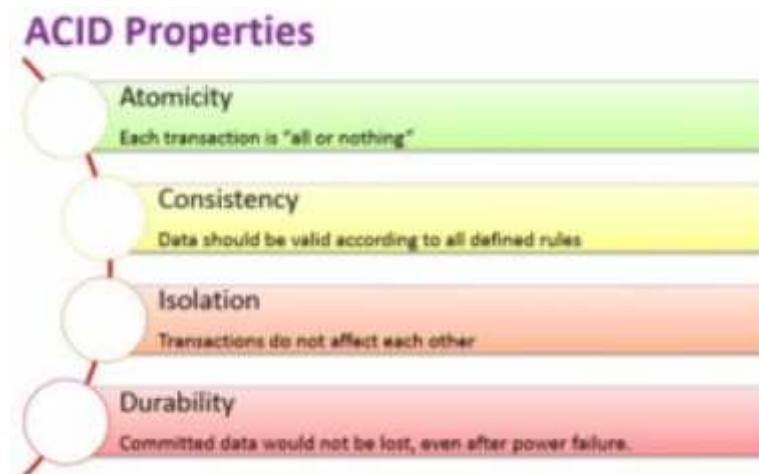 ACID Properties
Atomicity
Each transaction is "all or nothing"
Consistency
Data should be valid according to all defined rules
Isolation
Transactions do not affect each other
Durability
Committed data would not be lost, even after power failure.